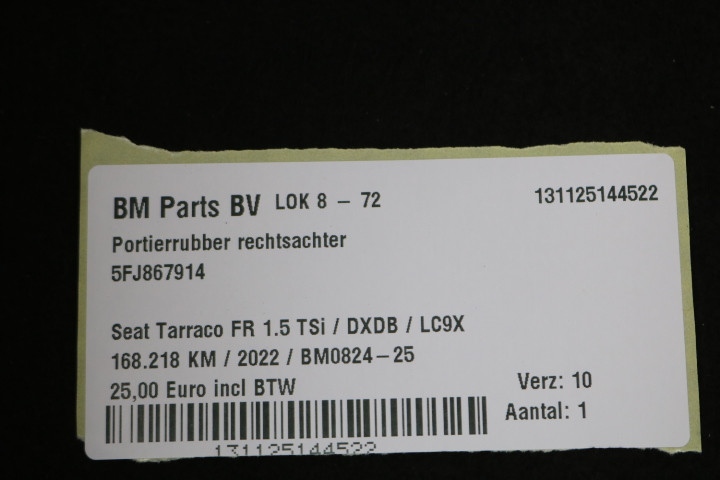 BM Parts BV LOK 8 – 72 131125144522
Portierrubber rechtsachter
5FJ867914
Seat Tarraco FR 1.5 TSi / DXDB / LC9X
168.218 KM / 2022 / BM0824–25
25,00 Euro incl BTW Verz: 10
Aantal: 1
131125144522